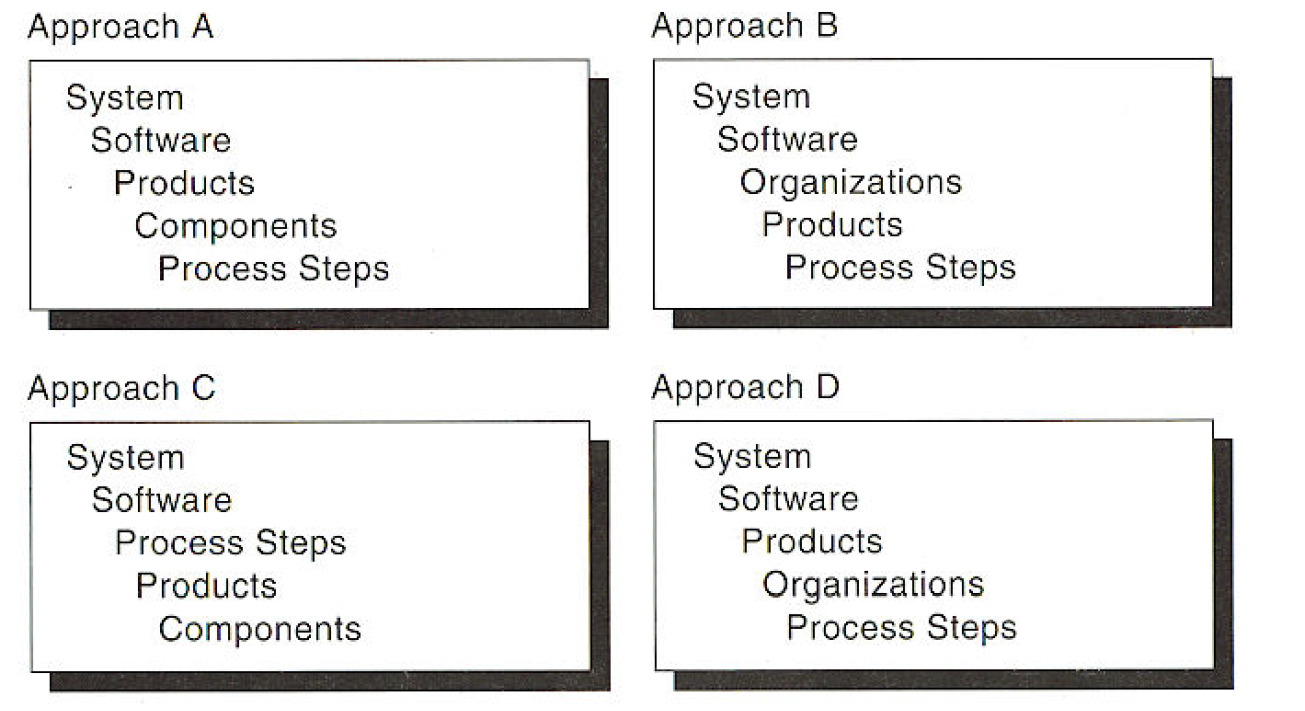 Approach A
System
Software
Products
Components
Process Steps
Approach B
System
Software
Organizations
Products
Process Steps
Approach C
System
Software
Process Steps
Products
Components
Approach D
System
Software
Products
Organizations
Process Steps